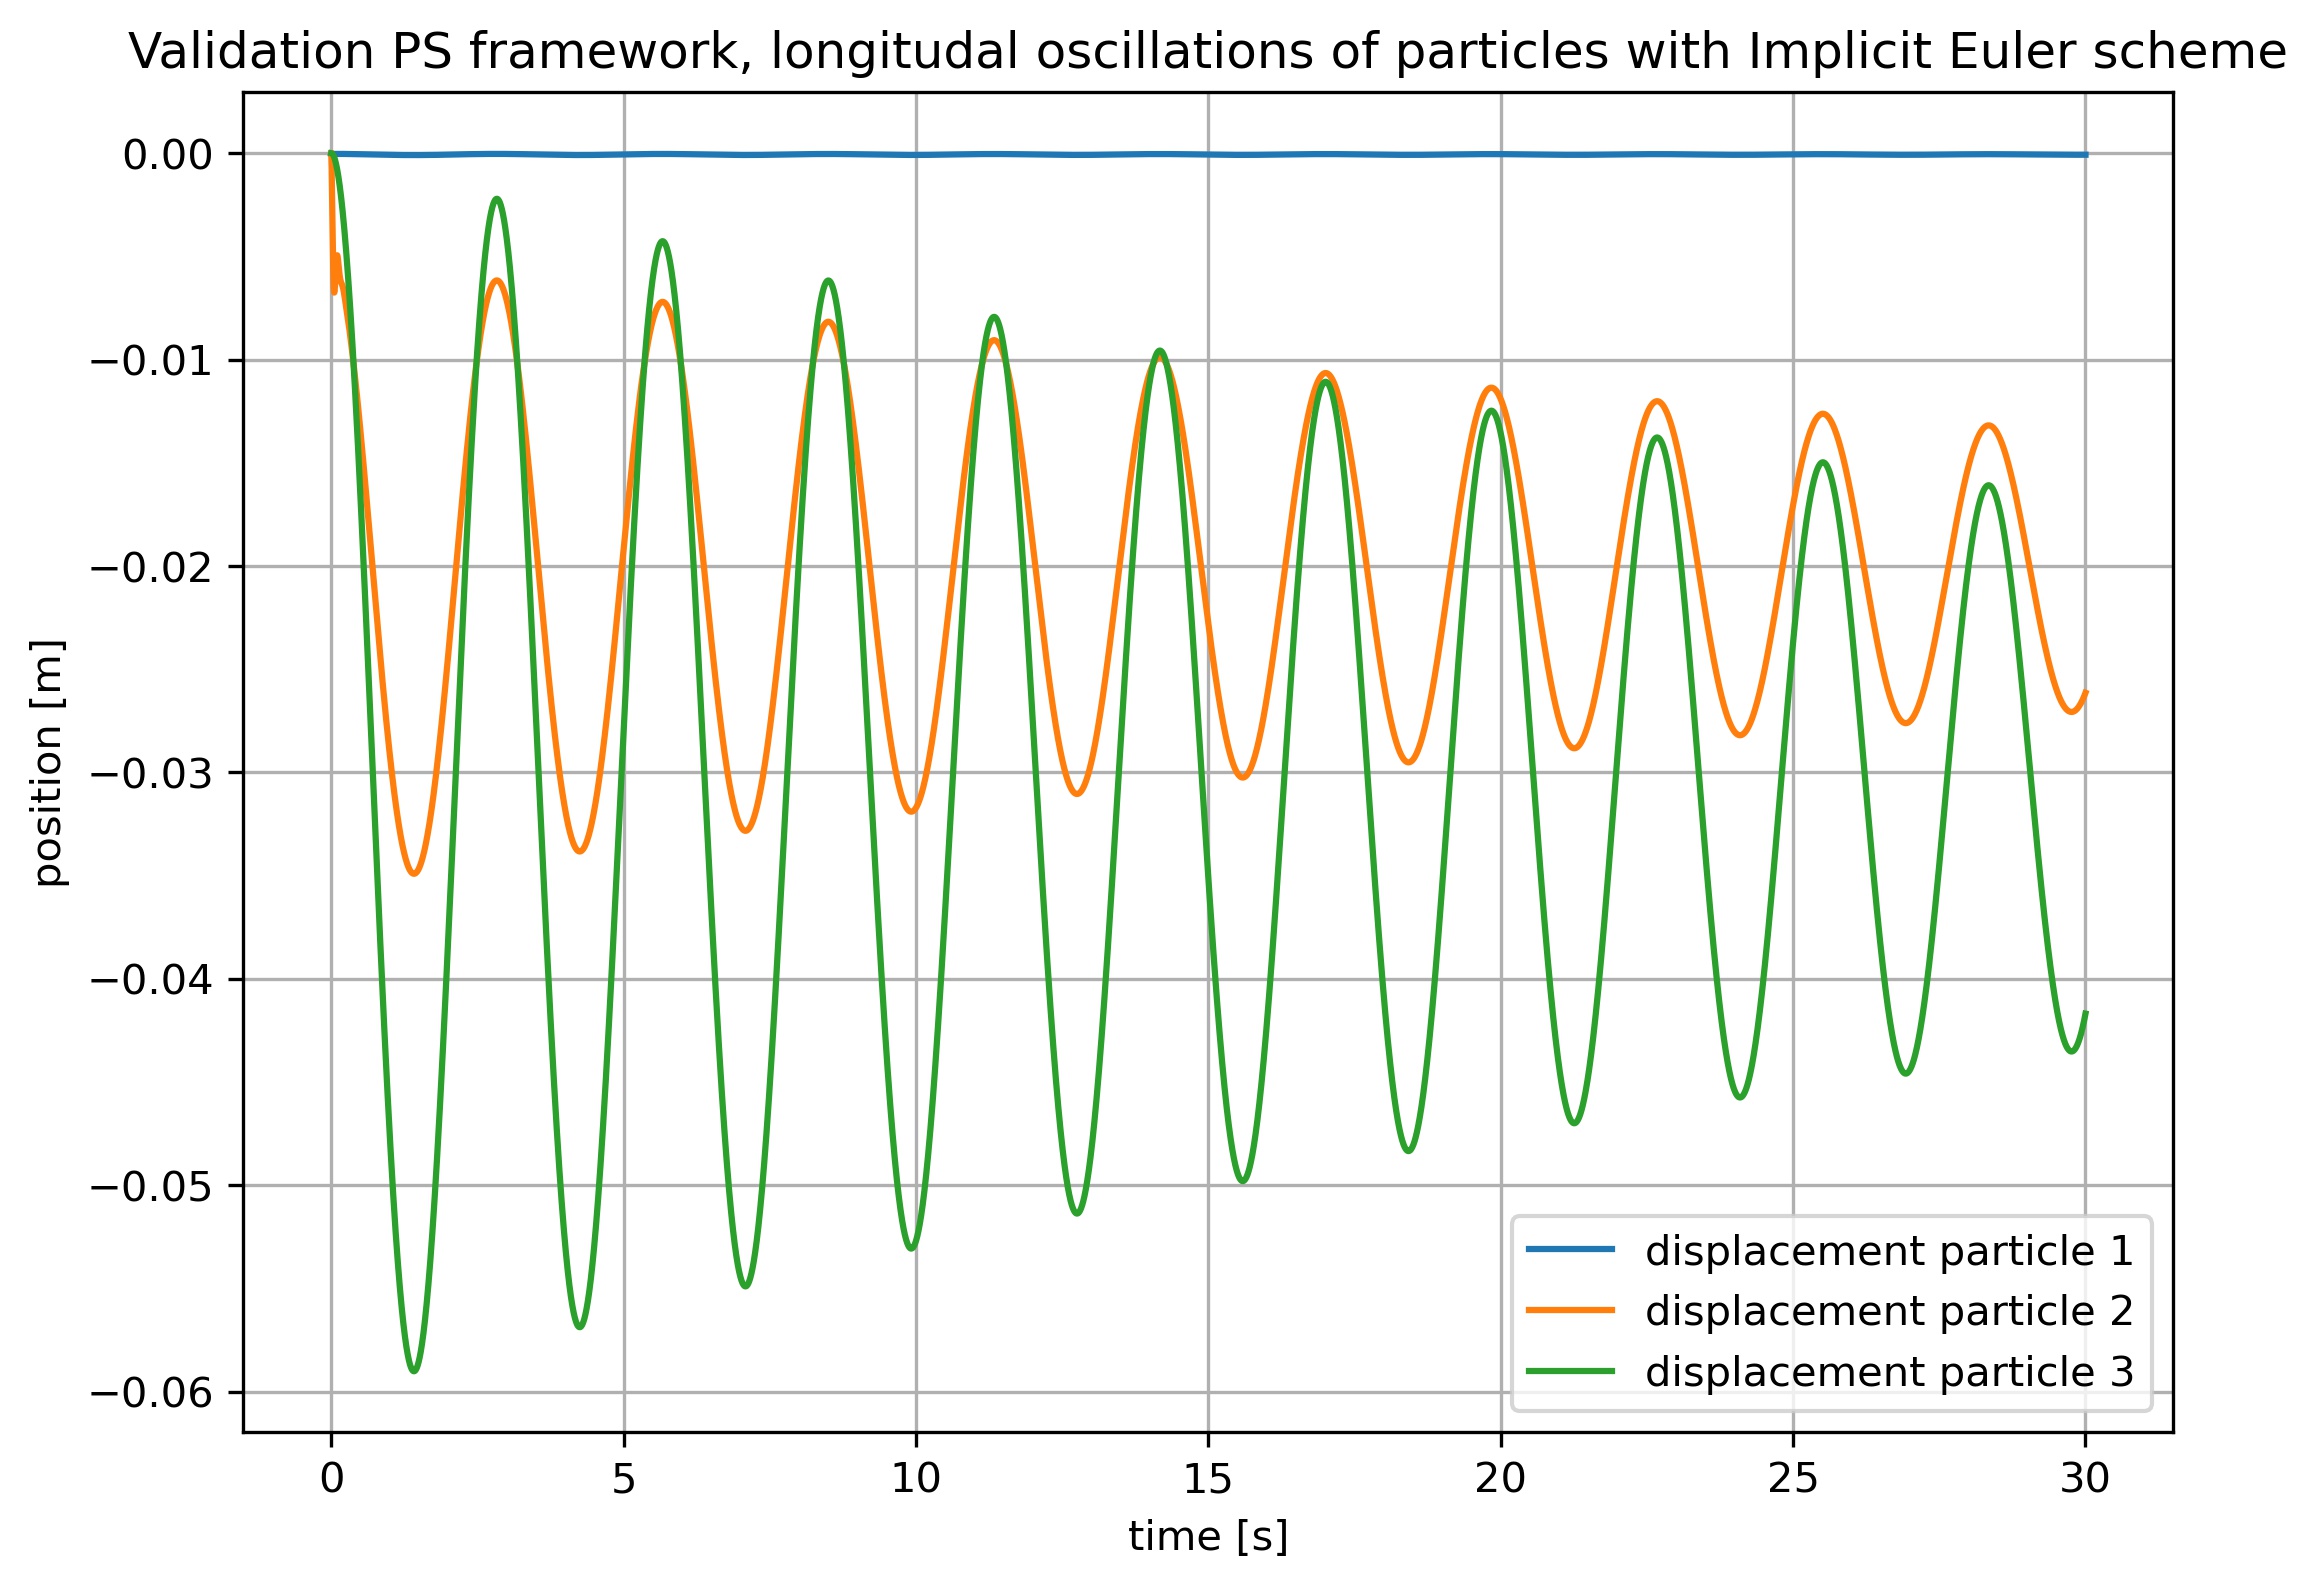 Validation PS framework, longitudal oscillations of particles with Implicit Euler scheme
position [m]
0.00
−0.01
−0.02
−0.03
−0.04
−0.05
−0.06
displacement particle 1
displacement particle 2
displacement particle 3
0 5 10 15 20 25 30
time [s]